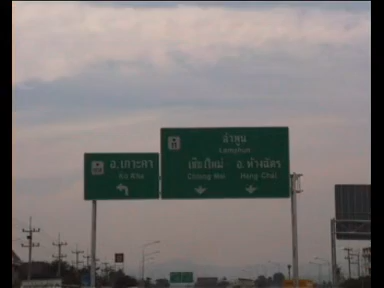 อ. เกาะคา
Ko Kha
ลำพูน
Lamphun
11
เชียงใหม่ อ. ห้างฉัตร
Chiang Mai Hang Chat